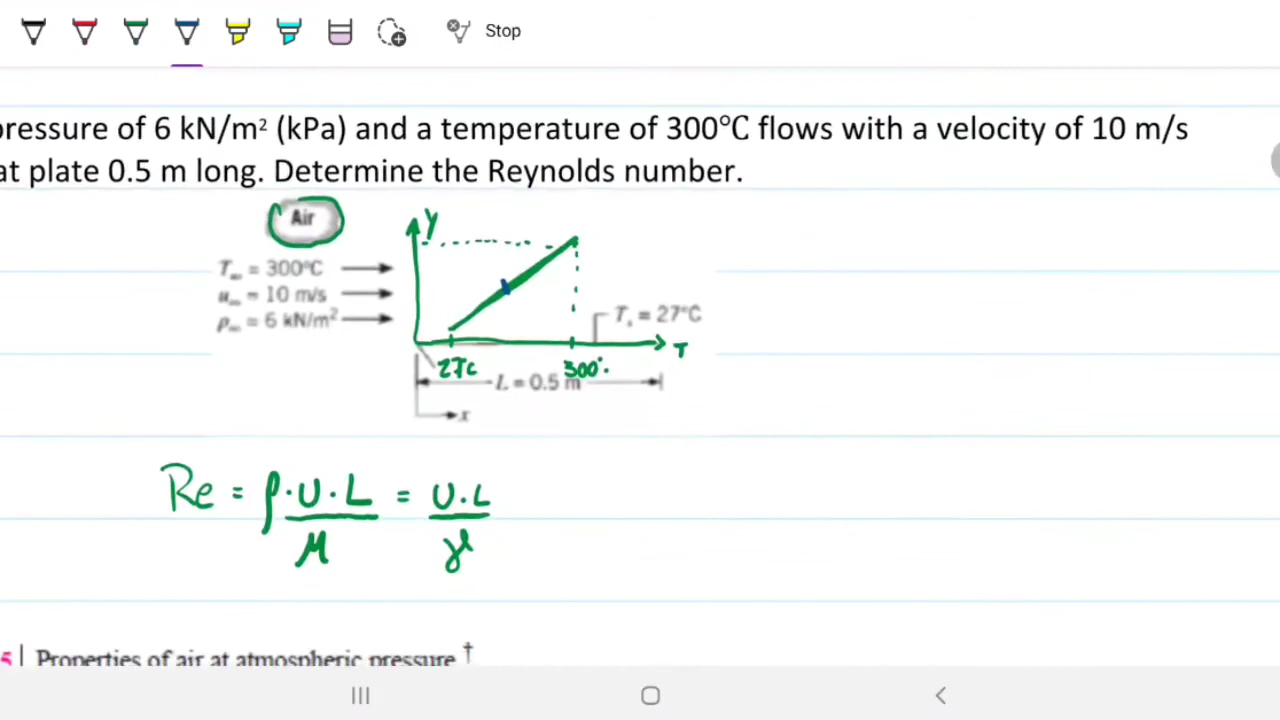 Stop
pressure of 6 kN/m² (kPa) and a temperature of 300°C flows with a velocity of 10 m/s
at plate 0.5 m long. Determine the Reynolds number.
Air
Y
T∞ = 300°C
u∞ = 10 m/s
p∞ = 6 kN/m²
Tₛ = 27°C
T
27C 300°
L = 0.5 m
x
Re = ρ·U·L/μ = U·L/γ
5 | Properties of air at atmospheric pressure †